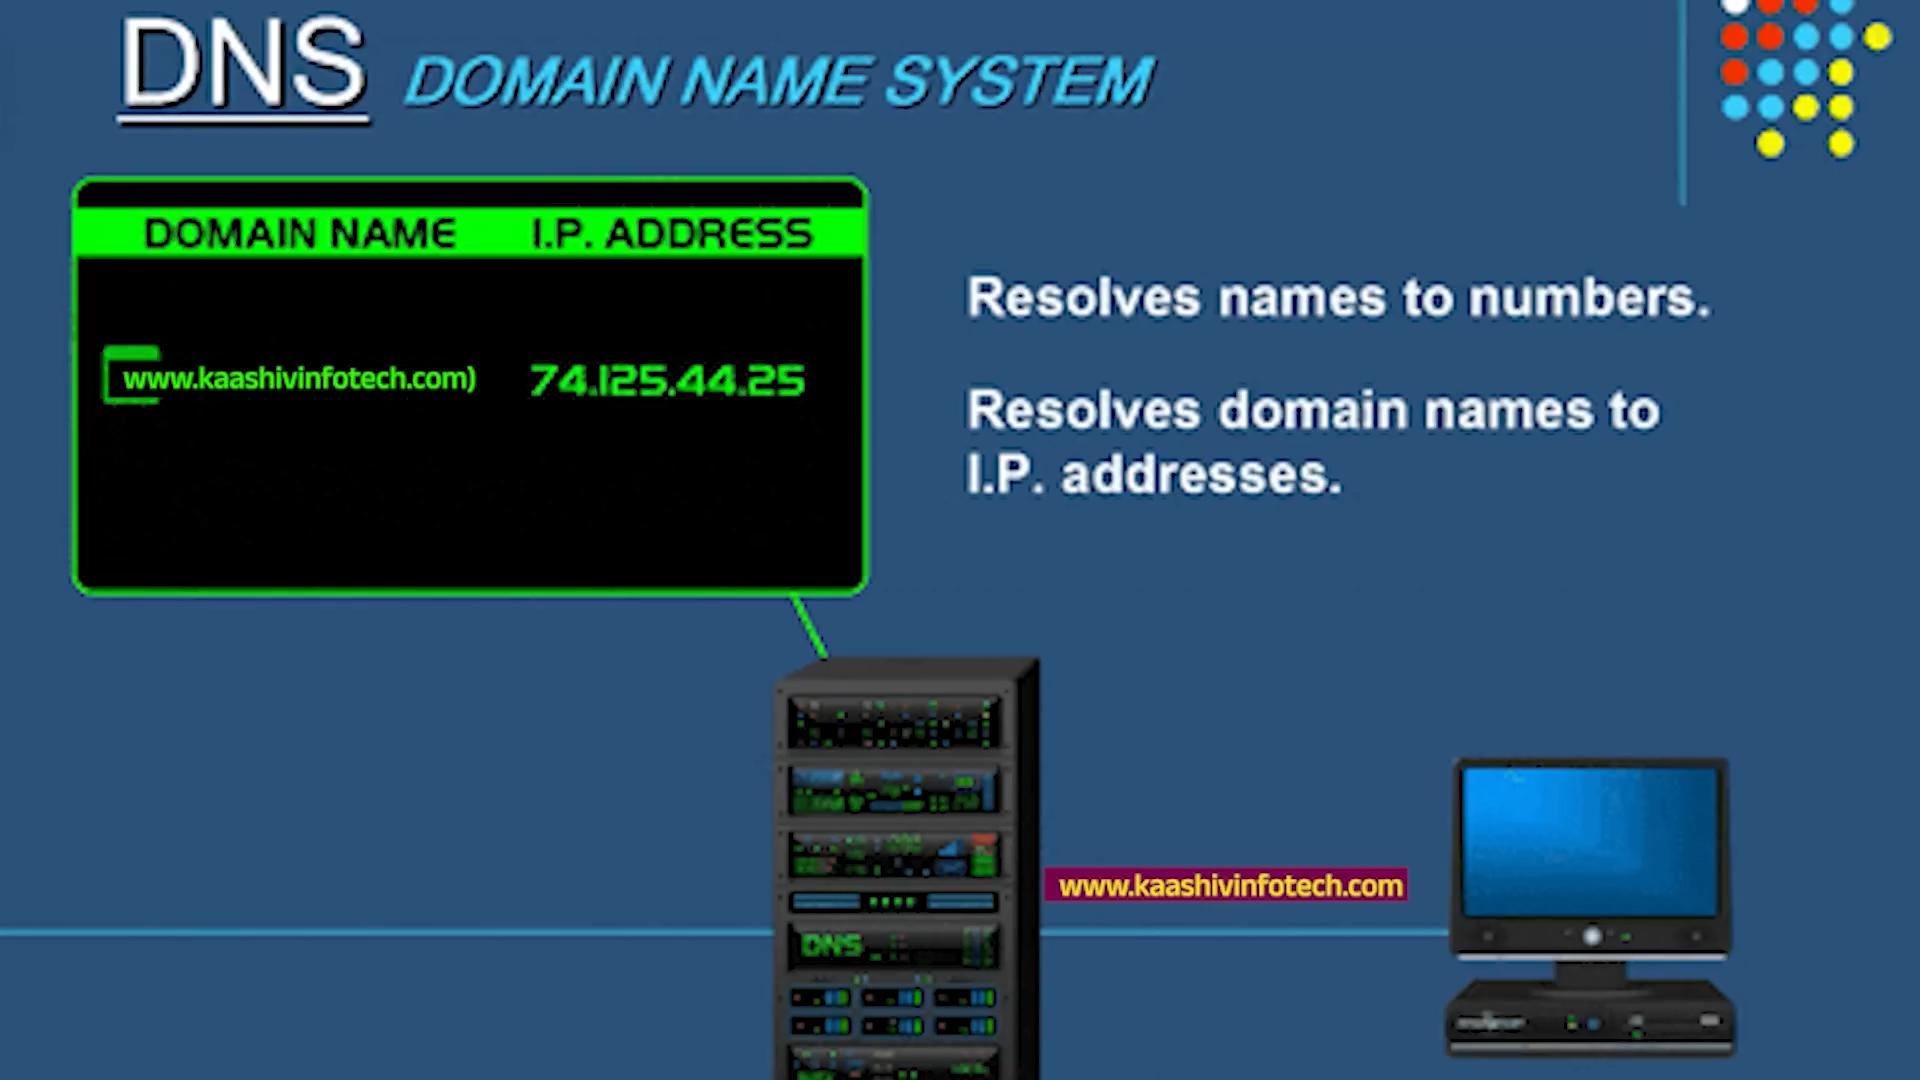 DNS DOMAIN NAME SYSTEM
DOMAIN NAME I.P. ADDRESS
www.kaashivinfotech.com) 74.125.44.25
Resolves names to numbers.
Resolves domain names to
I.P. addresses.
www.kaashivinfotech.com
DNS